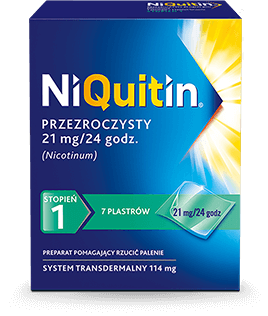 NiQuitin
NiQuitin®
PRZEZROCZYSTY
21 mg/24 godz.
(Nicotinum)
STOPIEŃ
1
7 PLASTRÓW
21 mg/24 godz
PREPARAT POMAGAJĄCY RZUCIĆ PALENIE
SYSTEM TRANSDERMALNY 114 mg